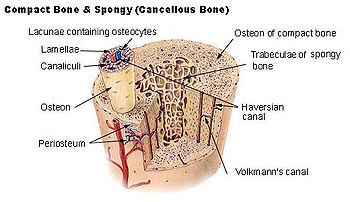 Compact Bone & Spongy (Cancellous Bone)
Lacunae containing osteocytes
Lamellae
Canaliculi
Osteon
Periosteum
Osteon of compact bone
Trabeculae of spongy
bone
Haversian
canal
Volkmann's canal